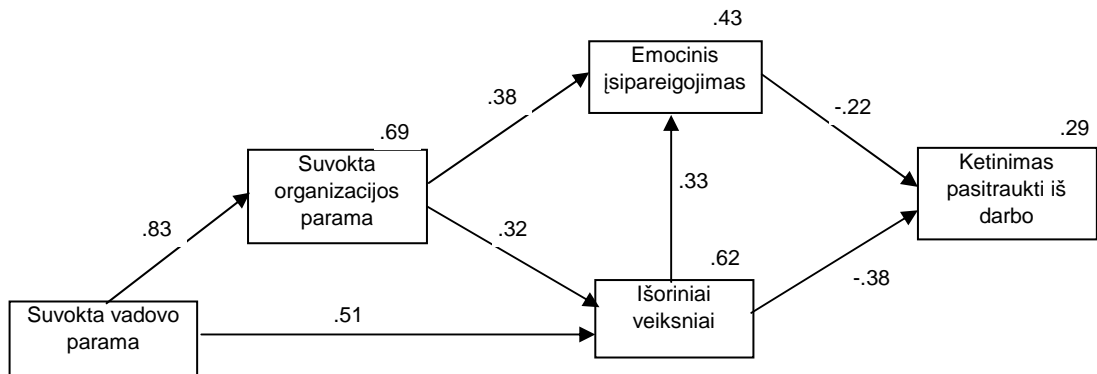 .43
Emocinis
įsipareigojimas
.38
-.22
.69
.29
Suvokta
organizacijos
parama
Ketinimas
pasitraukti iš
darbo
.33
.83
.32
.62
-.38
Išoriniai
veiksniai
Suvokta vadovo
parama
.51